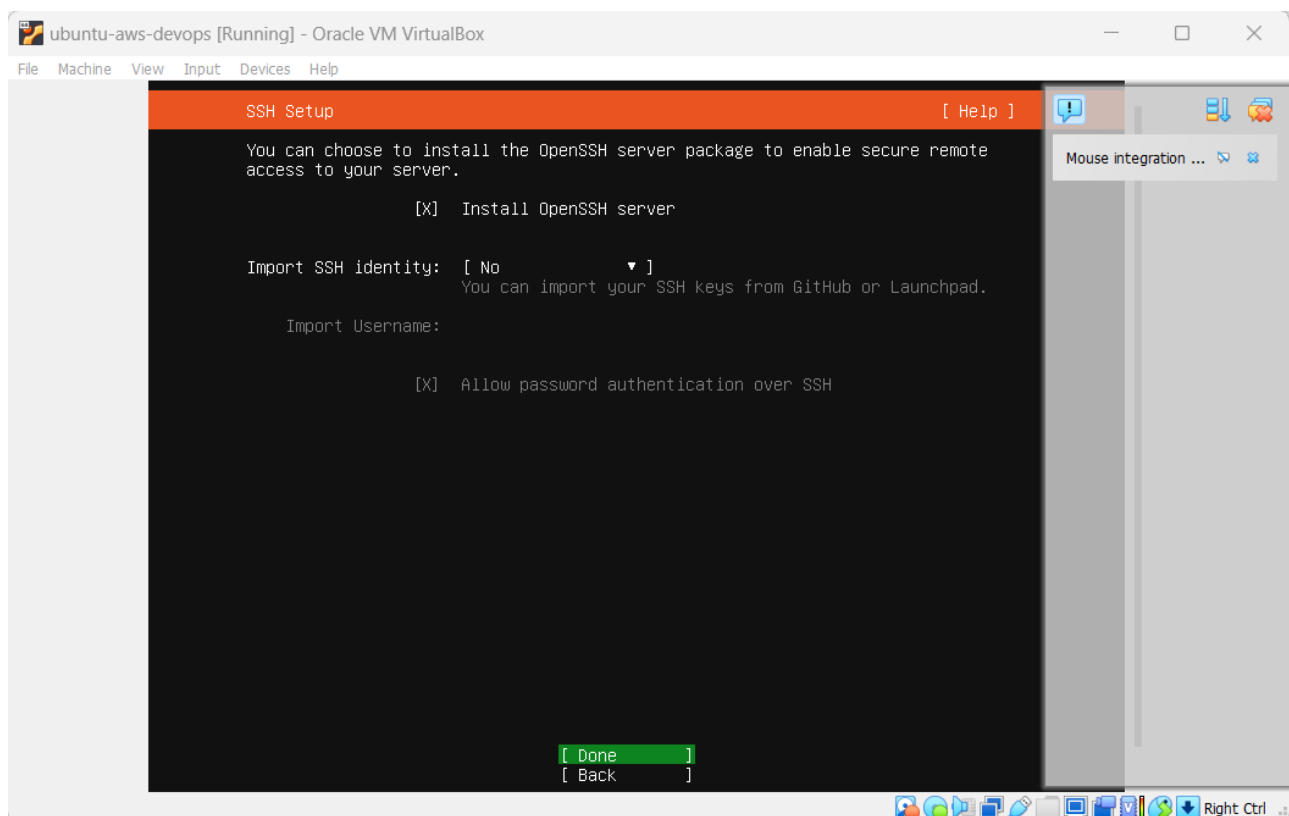 ubuntu-aws-devops [Running] - Oracle VM VirtualBox
File Machine View Input Devices Help
SSH Setup [ Help ]
You can choose to install the OpenSSH server package to enable secure remote
access to your server.
[X] Install OpenSSH server
Import SSH identity: [ No ▾ ]
You can import your SSH keys from GitHub or Launchpad.
Import Username:
[X] Allow password authentication over SSH
[ Done ]
[ Back ]
Mouse integration ...
Right Ctrl